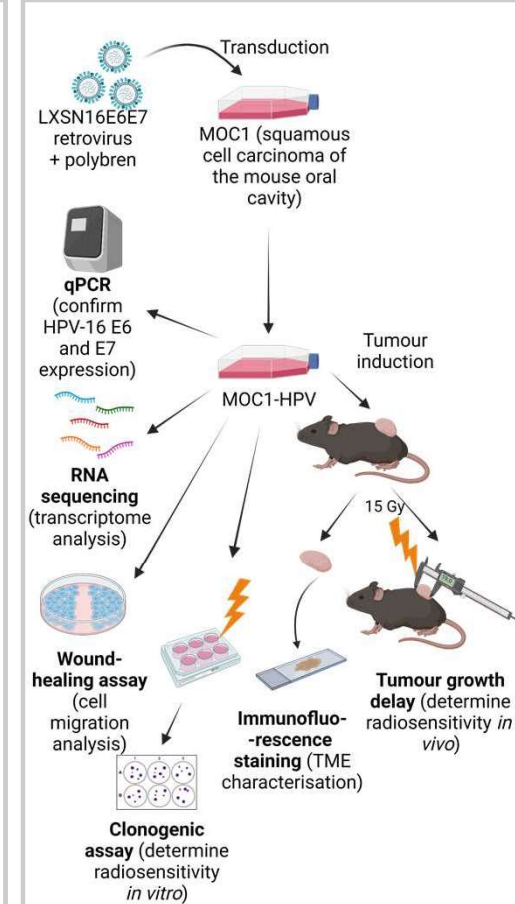 Transduction
LXSN16E6E7
retrovirus
+ polybren
MOC1 (squamous
cell carcinoma of
the mouse oral
cavity)
qPCR
(confirm
HPV-16 E6
and E7
expression)
Tumour
induction
MOC1-HPV
RNA
sequencing
(transcriptome
analysis)
15 Gy
Wound-
healing assay
(cell
migration
analysis)
Immunofluo-
-rescence
staining (TME
characterisation)
Tumour growth
delay (determine
radiosensitivity in
vivo)
Clonogenic
assay (determine
radiosensitivity
in vitro)